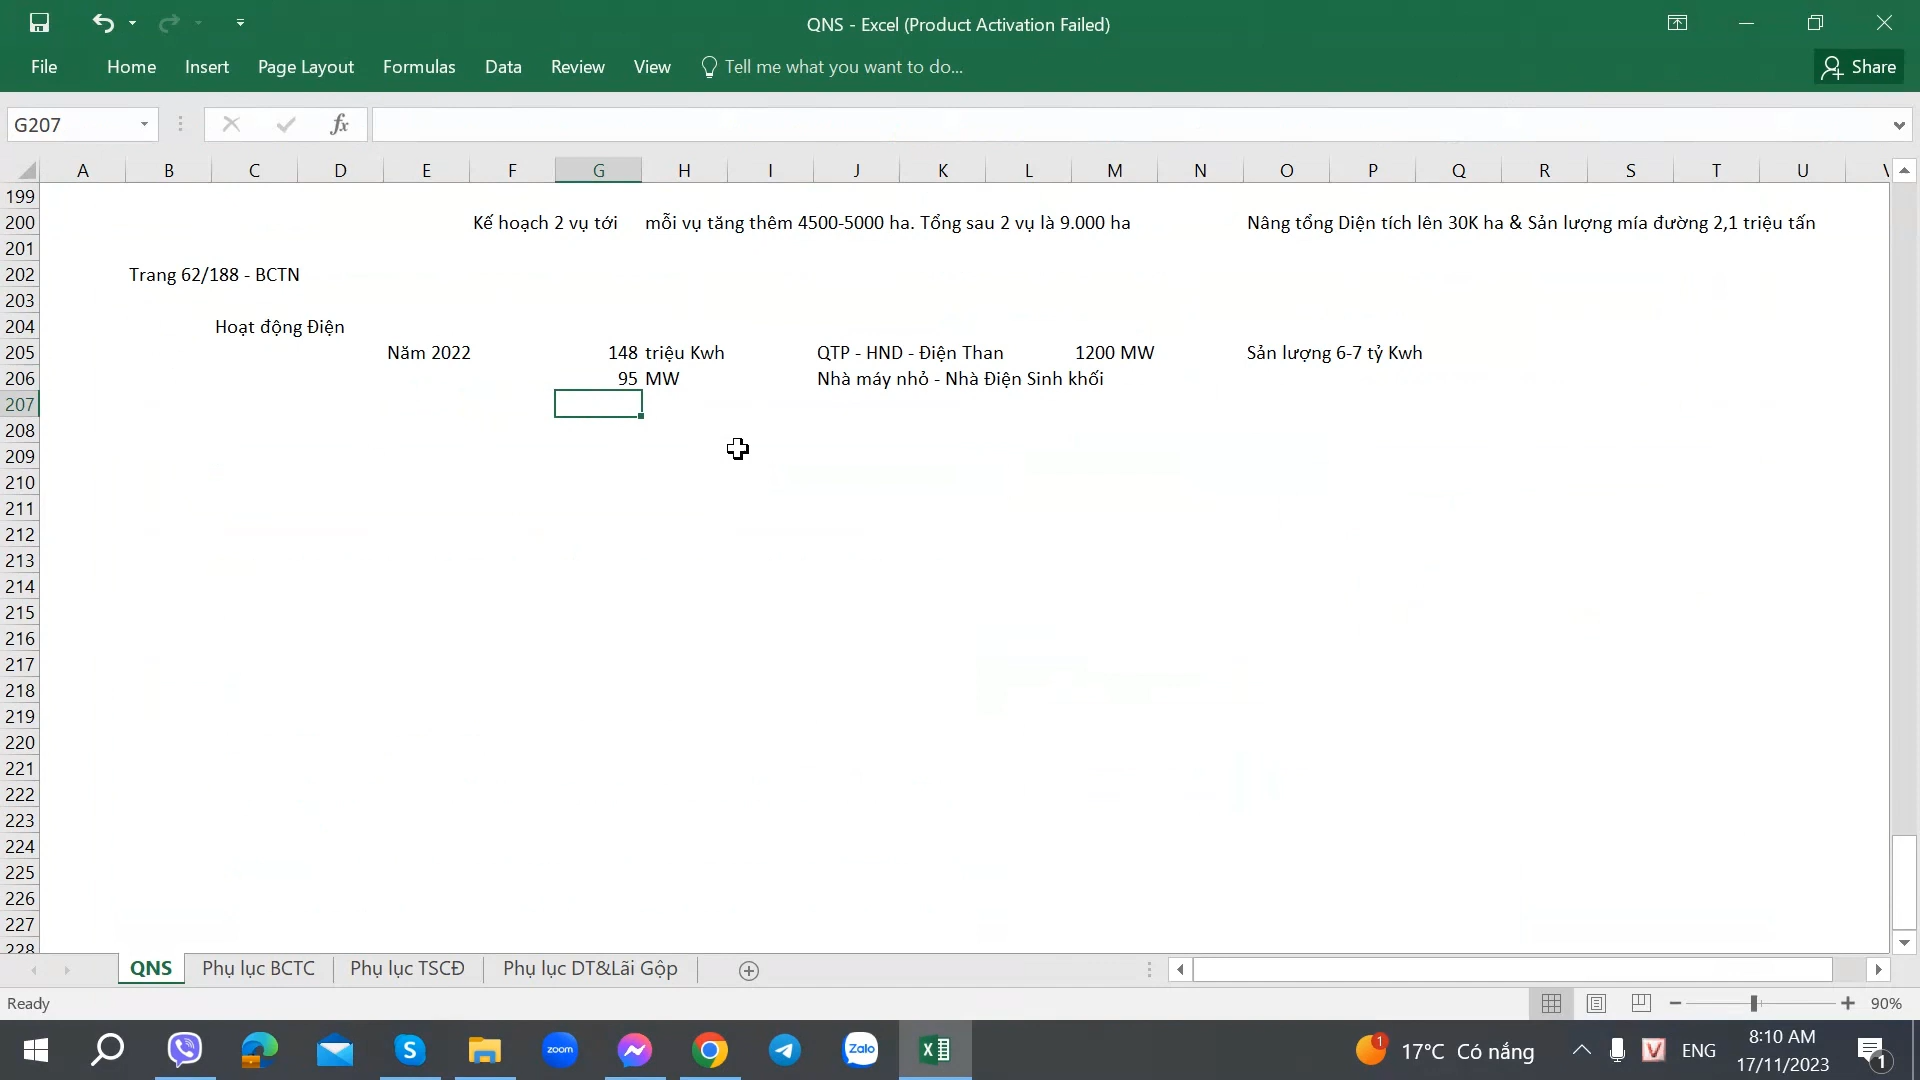 QNS - Excel (Product Activation Failed)
File Home Insert Page Layout Formulas Data Review View Tell me what you want to do... Share
G207 fx
A B C D E F G H I J K L M N O P Q R S T U
199
200 Kế hoạch 2 vụ tới mỗi vụ tăng thêm 4500-5000 ha. Tổng sau 2 vụ là 9.000 ha Nâng tổng Diện tích lên 30K ha & Sản lượng mía đường 2,1 triệu tấn
201
202 Trang 62/188 - BCTN
203
204 Hoạt động Điện
205 Năm 2022 148 triệu Kwh QTP - HND - Điện Than 1200 MW Sản lượng 6-7 tỷ Kwh
206 95 MW Nhà máy nhỏ - Nhà Điện Sinh khối
207
208
209
210
211
212
213
214
215
216
217
218
219
220
221
222
223
224
225
226
227
228
QNS Phụ lục BCTC Phụ lục TSCĐ Phụ lục DT&Lãi Gộp
Ready 90%
S zoom Zalo 1 17°C Có nắng V ENG 8:10 AM 1
17/11/2023